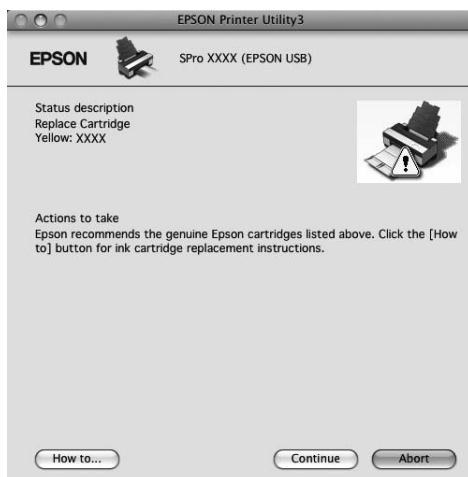 EPSON Printer Utility3
EPSON
SPro XXXX (EPSON USB)
Status description
Replace Cartridge
Yellow: XXXX
Actions to take
Epson recommends the genuine Epson cartridges listed above. Click the [How
to] button for ink cartridge replacement instructions.
How to...
Continue
Abort